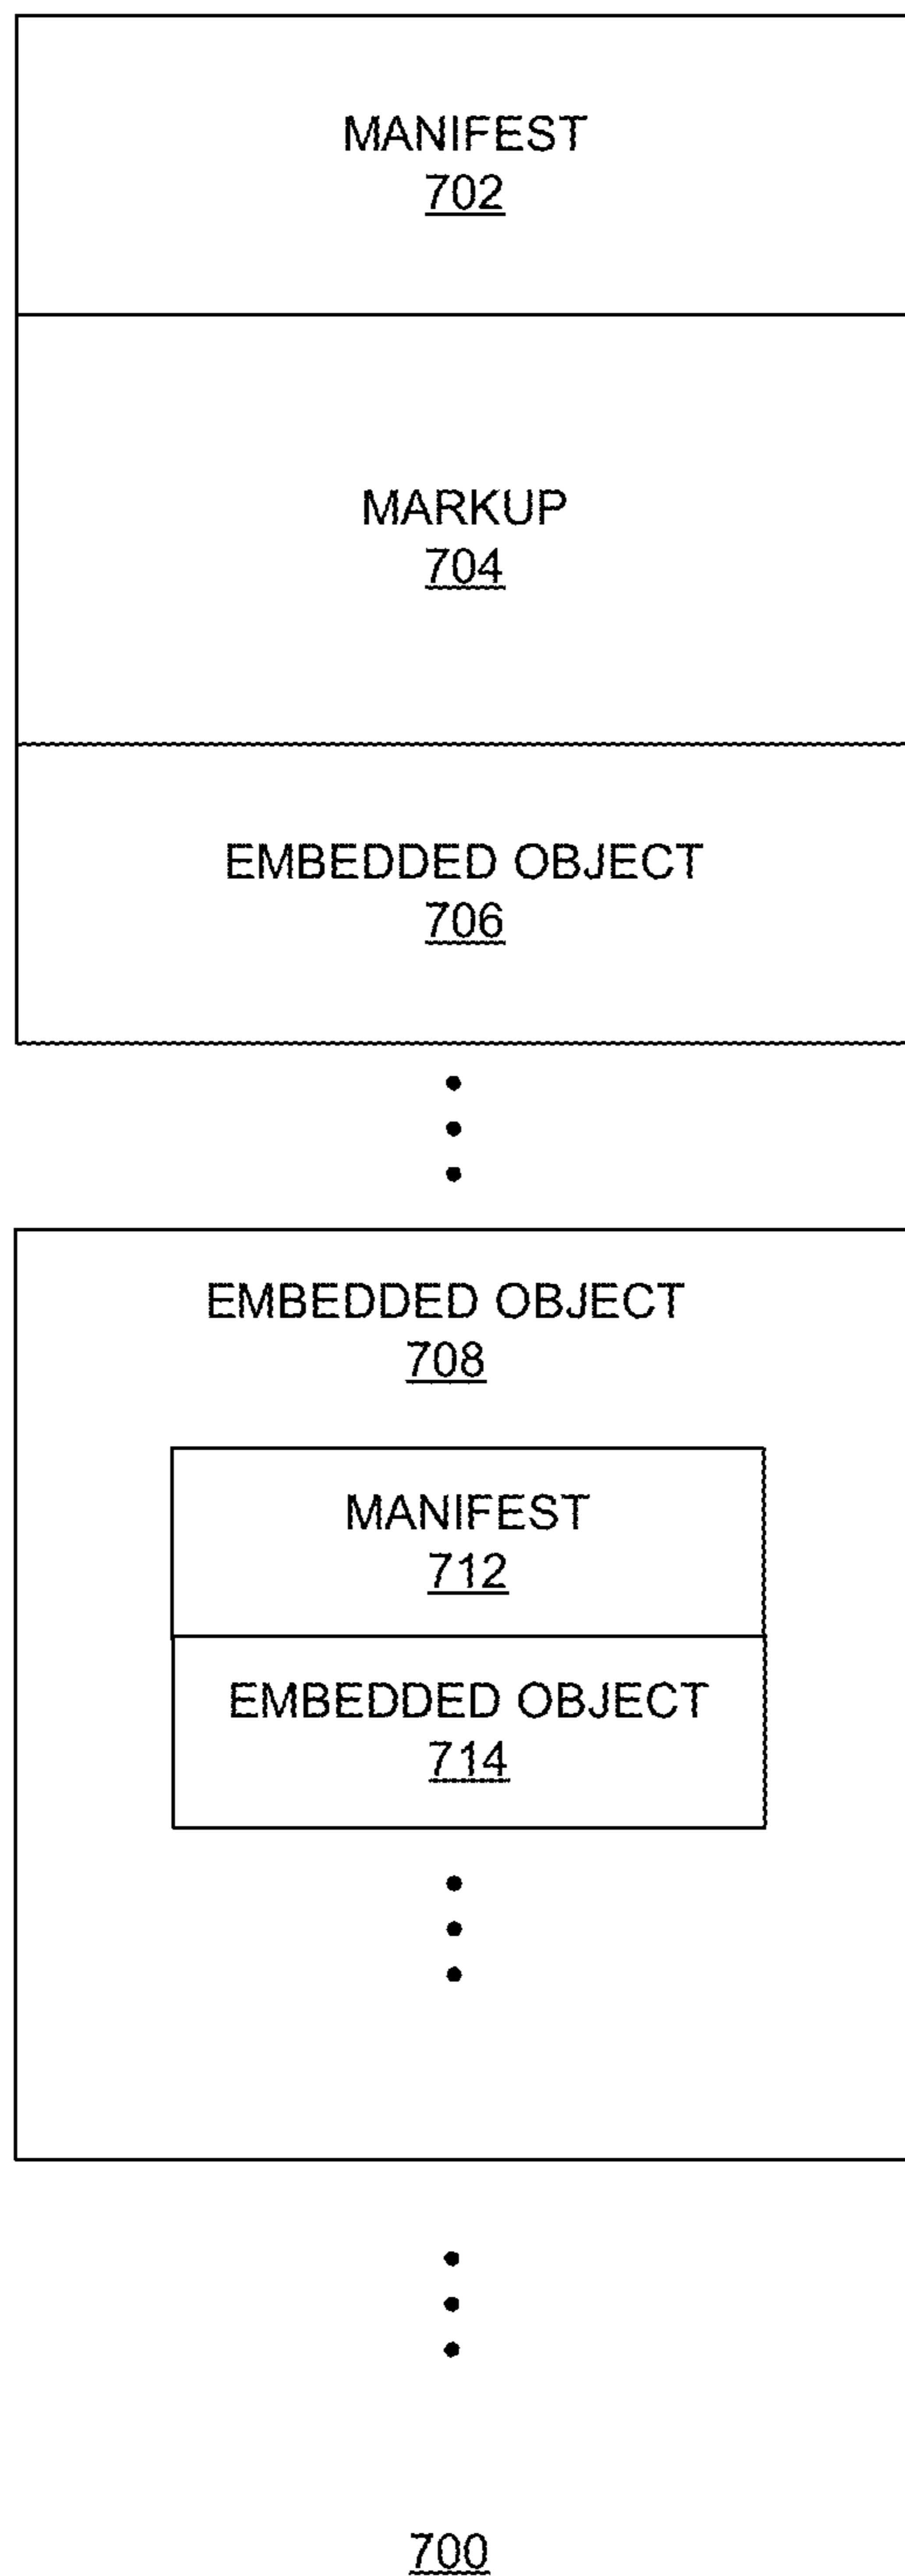 MANIFEST
702
MARKUP
704
EMBEDDED OBJECT
706
EMBEDDED OBJECT
708
MANIFEST
712
EMBEDDED OBJECT
714
700